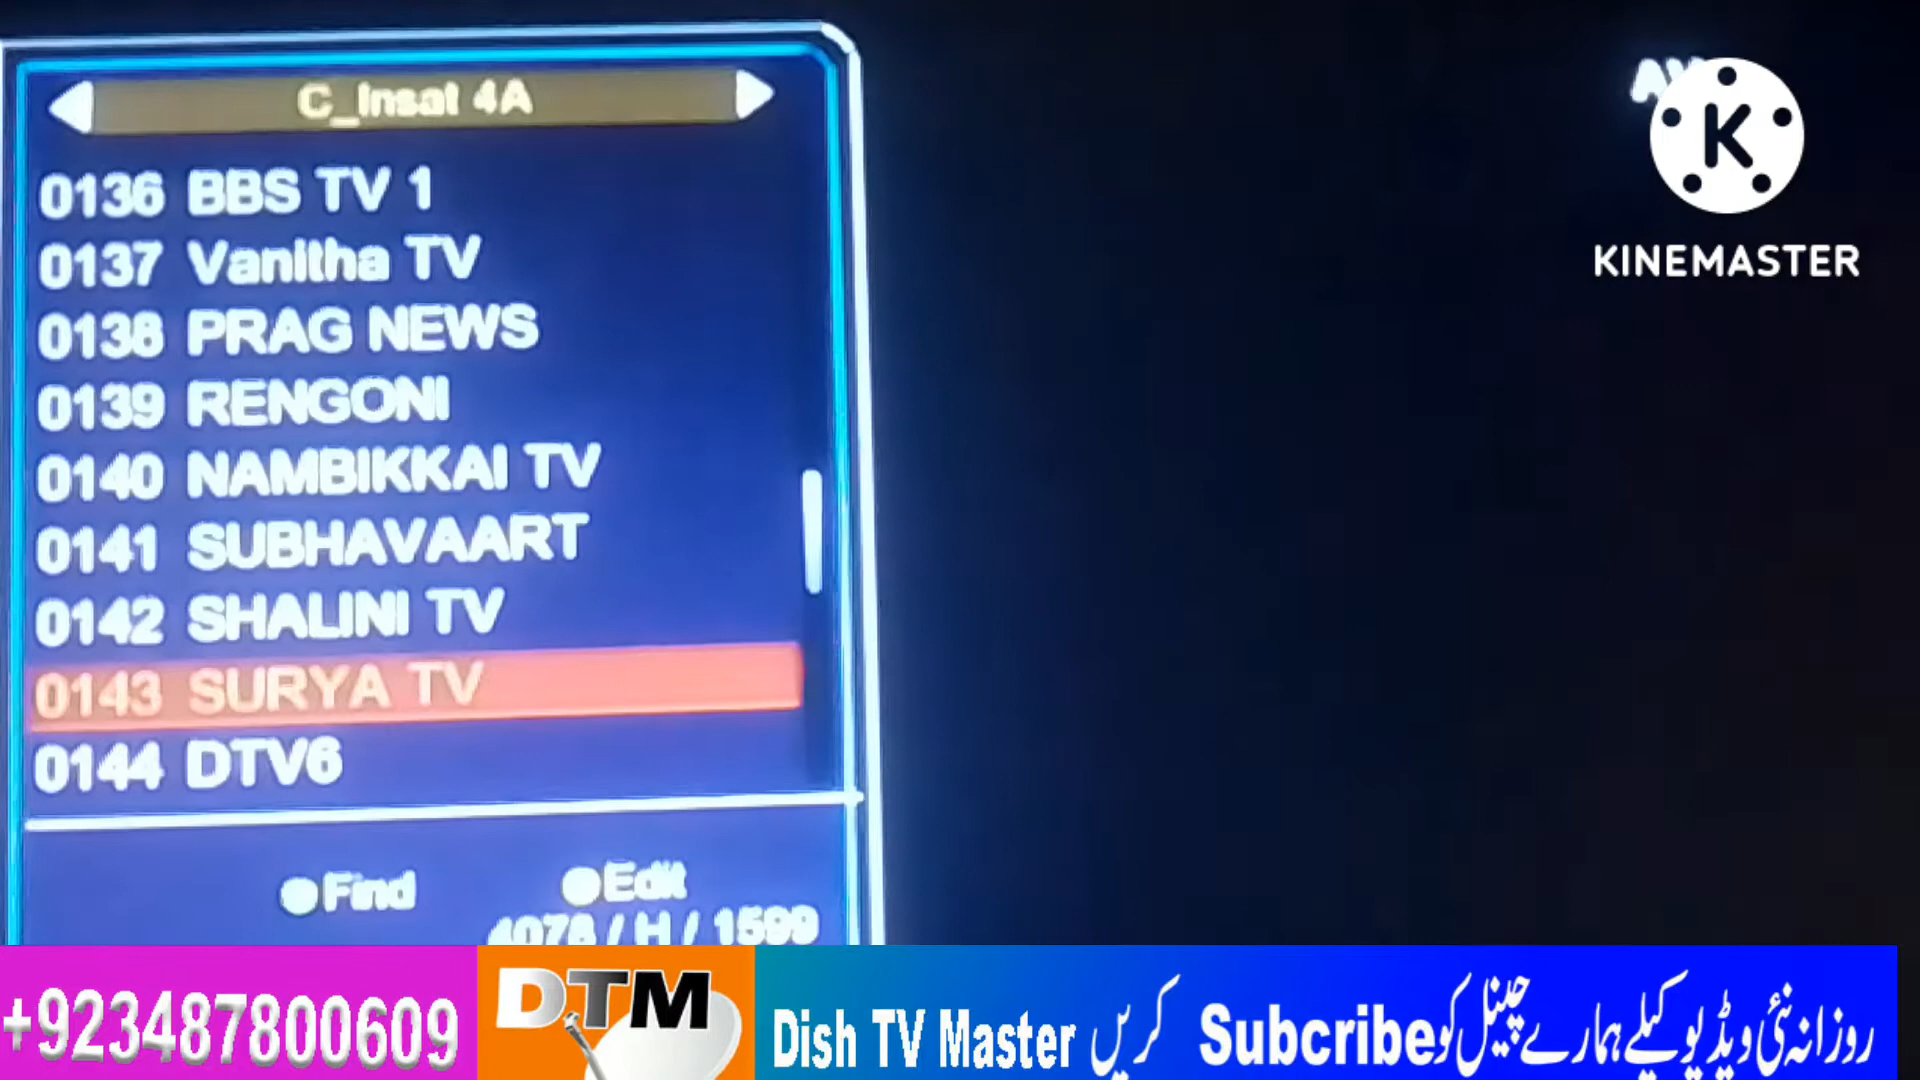 C_Insat 4A
0136 BBS TV 1
0137 Vanitha TV
0138 PRAG NEWS
0139 RENGONI
0140 NAMBIKKAI TV
0141 SUBHAVAART
0142 SHALINI TV
0143 SURYA TV
0144 DTV6
Find Edit
4078 / H / 1599
K
KINEMASTER
+923487800609
DTM
روزانہ نئی ویڈیو کیلے ہمارے چینل کو Subcribe کریں Dish TV Master